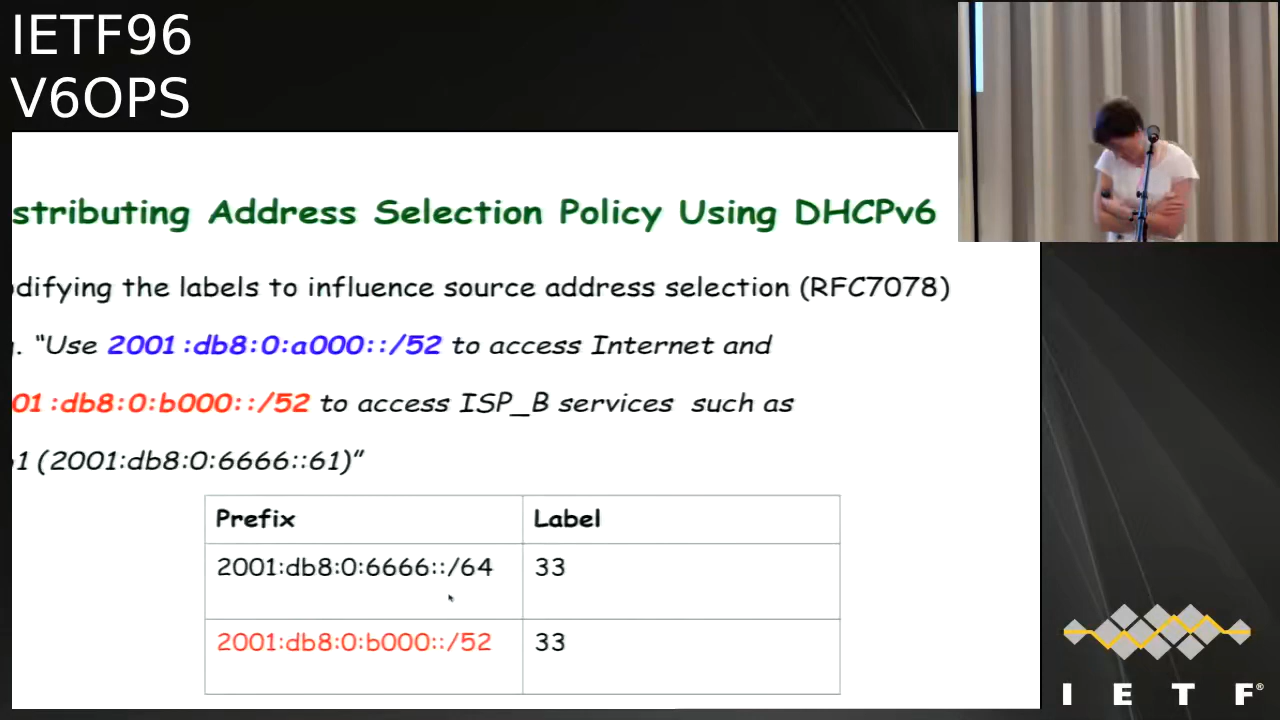 IETF96
V6OPS
stributing Address Selection Policy Using DHCPv6
difying the labels to influence source address selection (RFC7078)
. “Use 2001:db8:0:a000::/52 to access Internet and
01:db8:0:b000::/52 to access ISP_B services such as
1 (2001:db8:0:6666::61)”
Prefix Label
2001:db8:0:6666::/64 33
2001:db8:0:b000::/52 33
I E T F®